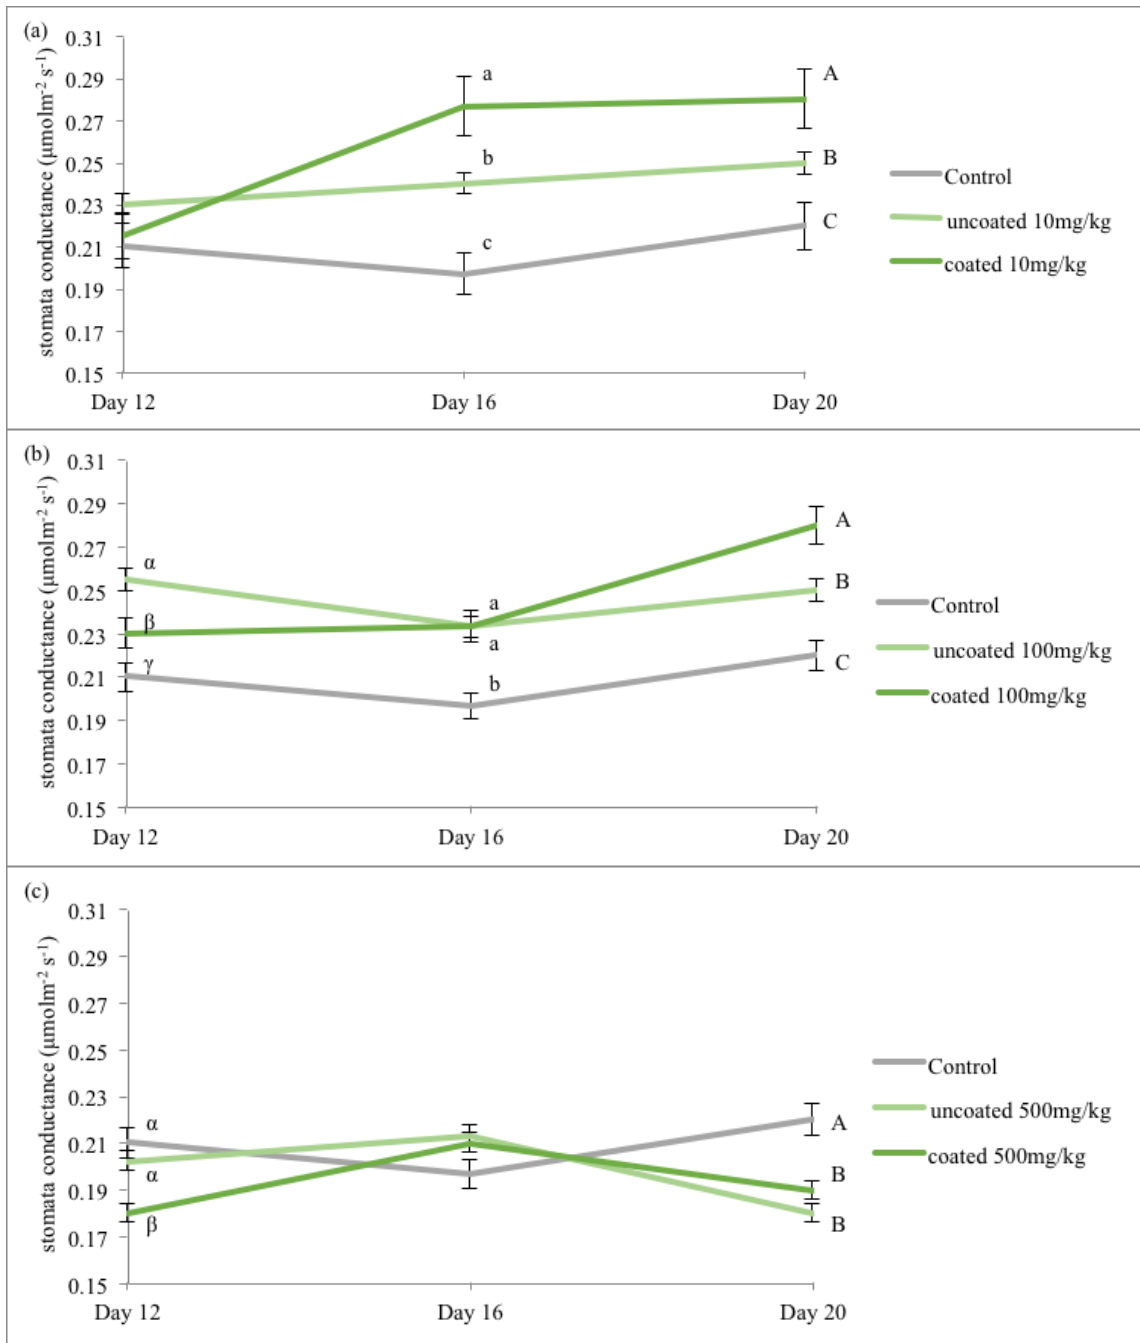 (a)
stomata conductance (μmolm⁻² s⁻¹)
0.31
0.29
0.27
0.25
0.23
0.21
0.19
0.17
0.15
a
b
c
A
B
C
Day 12
Day 16
Day 20
Control
uncoated 10mg/kg
coated 10mg/kg
(b)
stomata conductance (μmolm⁻² s⁻¹)
0.31
0.29
0.27
0.25
0.23
0.21
0.19
0.17
0.15
α
β
γ
a
a
b
A
B
C
Day 12
Day 16
Day 20
Control
uncoated 100mg/kg
coated 100mg/kg
(c)
stomata conductance (μmolm⁻² s⁻¹)
0.31
0.29
0.27
0.25
0.23
0.21
0.19
0.17
0.15
α
α
β
A
B
B
Day 12
Day 16
Day 20
Control
uncoated 500mg/kg
coated 500mg/kg